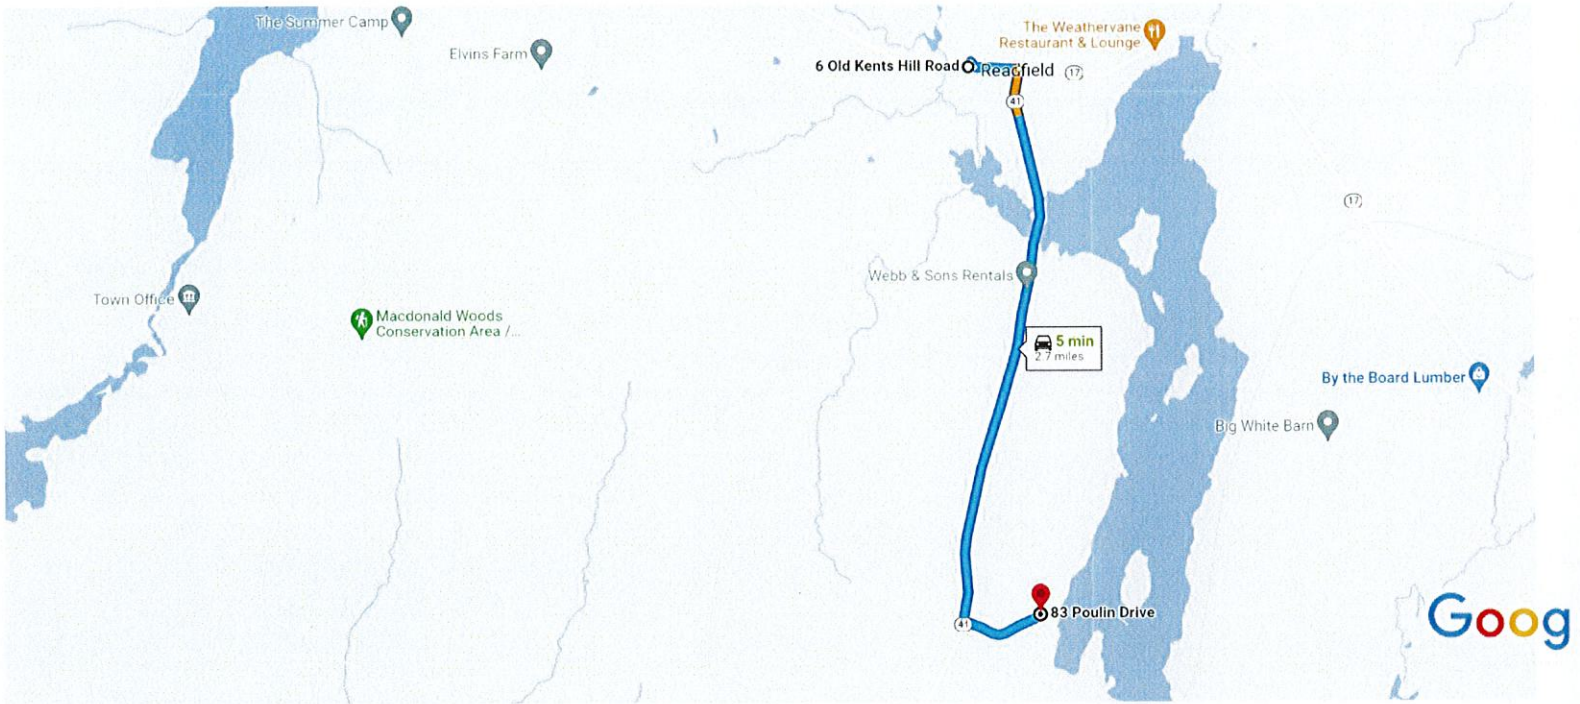 The Summer Camp
Elvins Farm
The Weathervane
Restaurant & Lounge
6 Old Kents Hill Road
Readfield
17
41
17
Webb & Sons Rentals
Town Office
Macdonald Woods
Conservation Area /...
5 min
2.7 miles
By the Board Lumber
Big White Barn
83 Poulin Drive
41
Goog